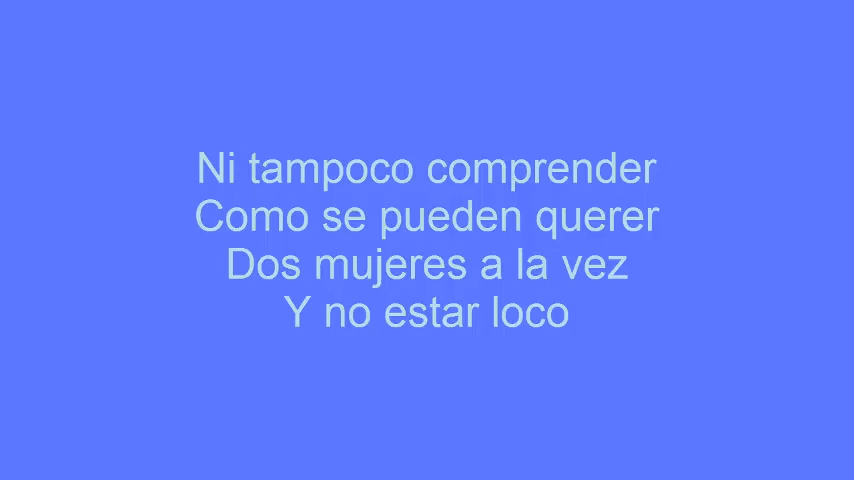 Ni tampoco comprender
Como se pueden querer
Dos mujeres a la vez
Y no estar loco